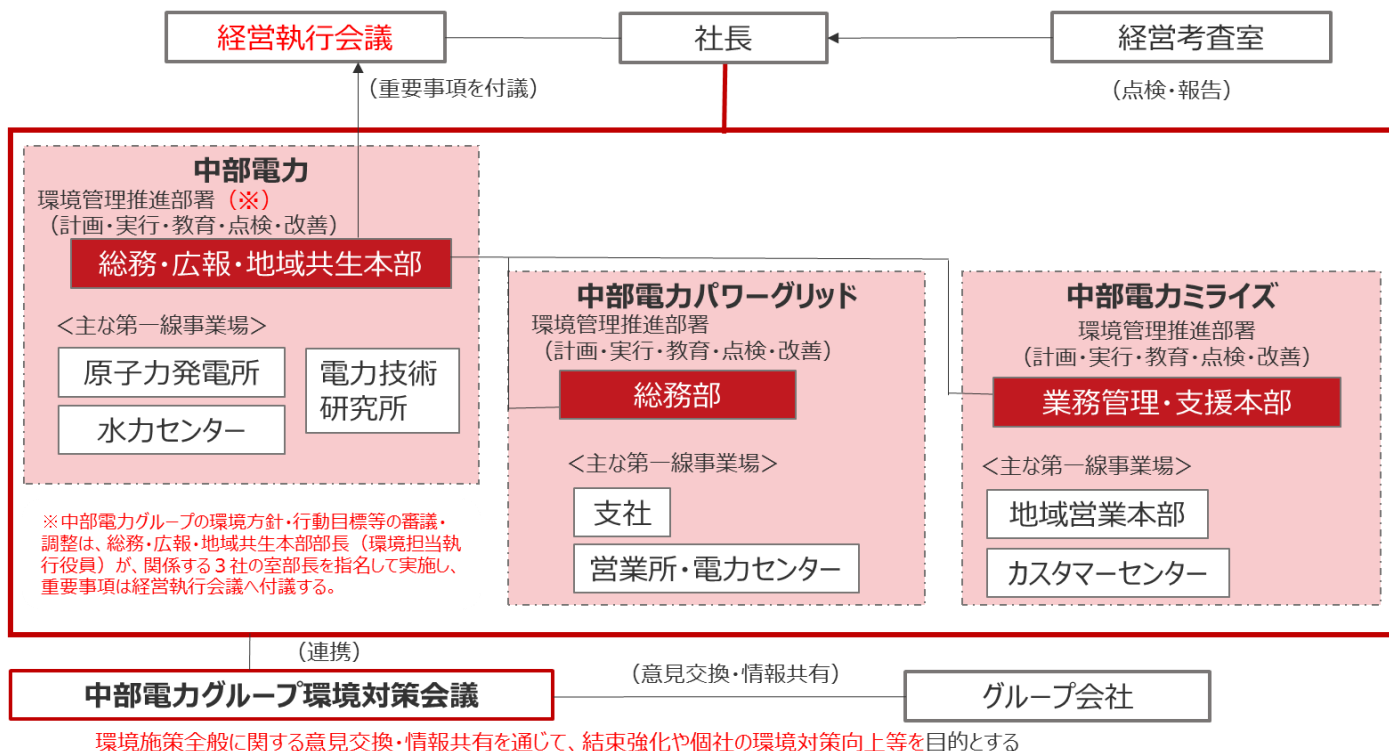 経営執行会議
社長
経営考査室
（重要事項を付議）
（点検・報告）
中部電力
環境管理推進部署（※）
（計画・実行・教育・点検・改善）
総務・広報・地域共生本部
＜主な第一線事業場＞
原子力発電所
水力センター
電力技術
研究所
※中部電力グループの環境方針・行動目標等の審議・
調整は、総務・広報・地域共生本部部長（環境担当執
行役員）が、関係する３社の室部長を指名して実施し、
重要事項は経営執行会議へ付議する。
中部電力パワーグリッド
環境管理推進部署
（計画・実行・教育・点検・改善）
総務部
＜主な第一線事業場＞
支社
営業所・電力センター
中部電力ミライズ
環境管理推進部署
（計画・実行・教育・点検・改善）
業務管理・支援本部
＜主な第一線事業場＞
地域営業本部
カスタマーセンター
（連携）
中部電力グループ環境対策会議
（意見交換・情報共有）
グループ会社
環境施策全般に関する意見交換・情報共有を通じて、結束強化や個社の環境対策向上等を目的とする